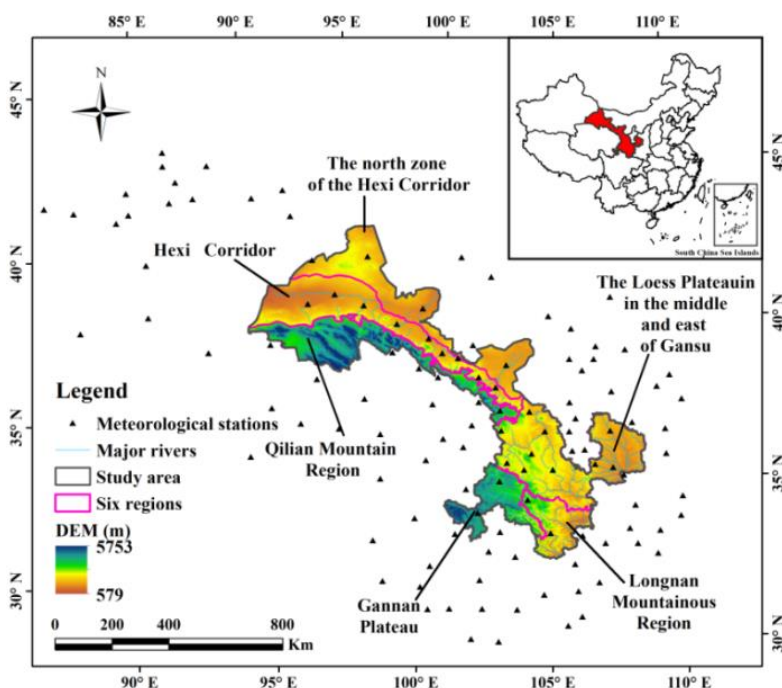 85° E 90° E 95° E 100° E 105° E 110° E
45° N
N
The north zone
of the Hexi Corridor
45° N
South China Sea Islands
40° N
Hexi Corridor
The Loess Plateauin
in the middle
and east
of Gansu
40° N
Legend
Meteorological stations
Major rivers
Study area
Six regions
DEM (m)
5753
579
35° N
Qilian Mountain
Region
35° N
30° N
Gannan
Plateau
Longnan
Mountainous
Region
30° N
0 200 400 800
Km
90° E 95° E 100° E 105° E 110° E